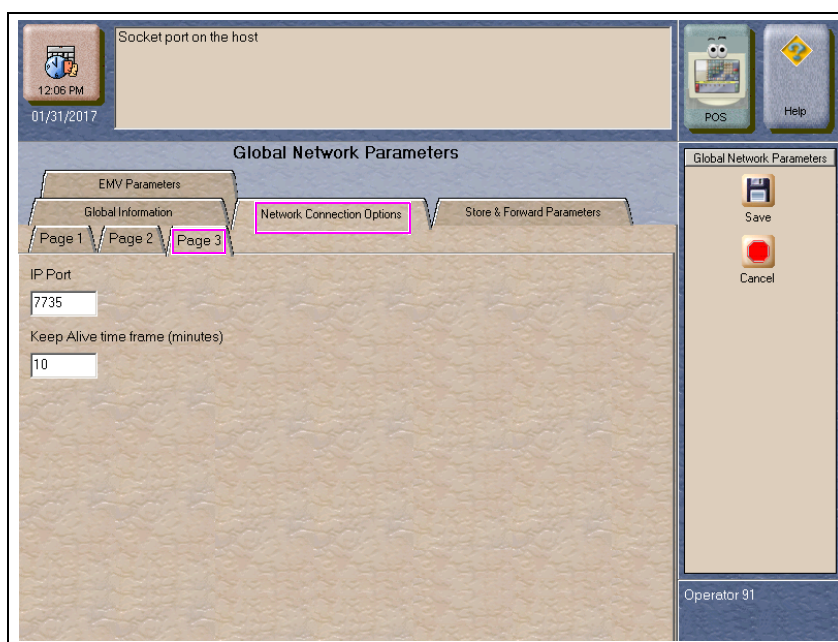 Socket port on the host
12:06 PM
01/31/2017
POS
Help
Global Network Parameters
EMV Parameters
Global Information
Network Connection Options
Store & Forward Parameters
Page 1
Page 2
Page 3
IP Port
7735
Keep Alive time frame (minutes)
10
Global Network Parameters
Save
Cancel
Operator 91